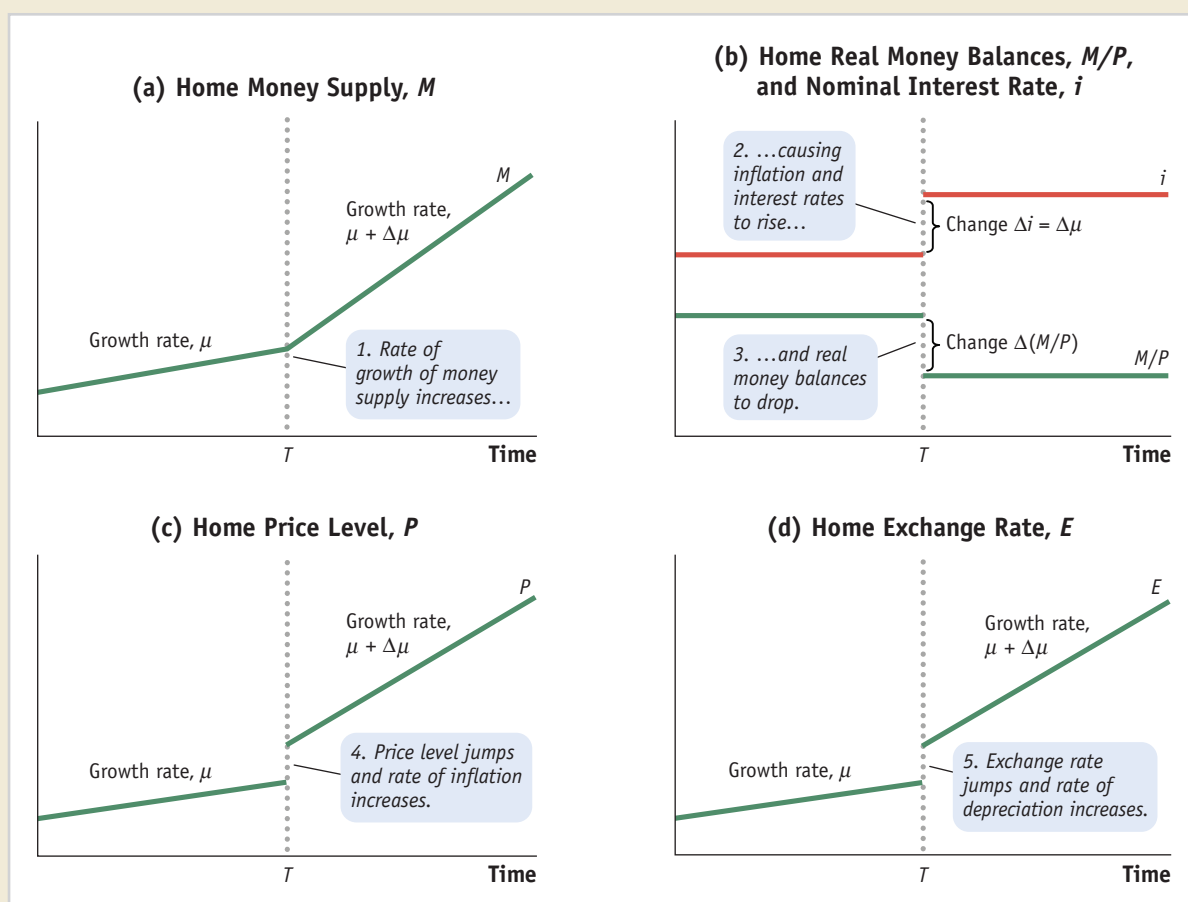 (a) Home Money Supply, M
M
Growth rate,
μ + Δμ
Growth rate, μ
1. Rate of
growth of money
supply increases…
T
Time
(b) Home Real Money Balances, M/P,
and Nominal Interest Rate, i
2. …causing
inflation and
interest rates
to rise…
i
Change Δi = Δμ
3. …and real
money balances
to drop.
Change Δ(M/P)
M/P
T
Time
(c) Home Price Level, P
P
Growth rate,
μ + Δμ
Growth rate, μ
4. Price level jumps
and rate of inflation
increases.
T
Time
(d) Home Exchange Rate, E
E
Growth rate,
μ + Δμ
Growth rate, μ
5. Exchange rate
jumps and rate of
depreciation increases.
T
Time